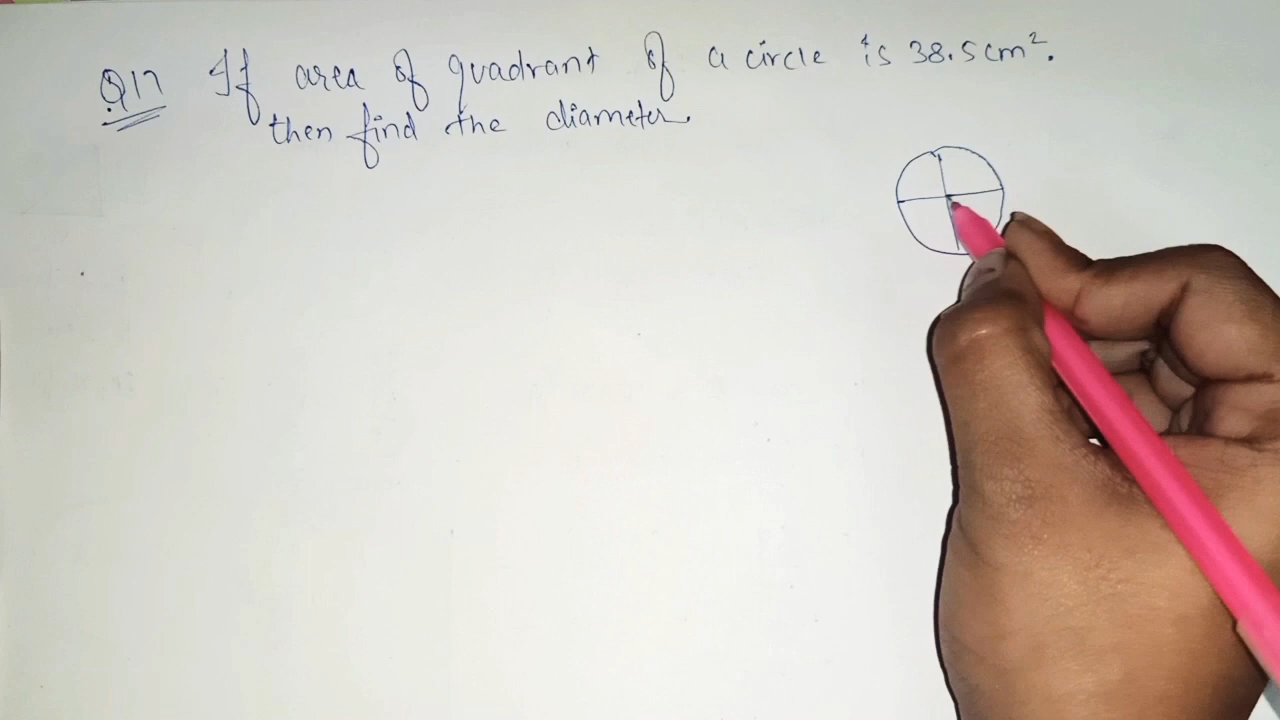 Q17 If area of quadrant of a circle is 38.5cm².
then find the diameter.